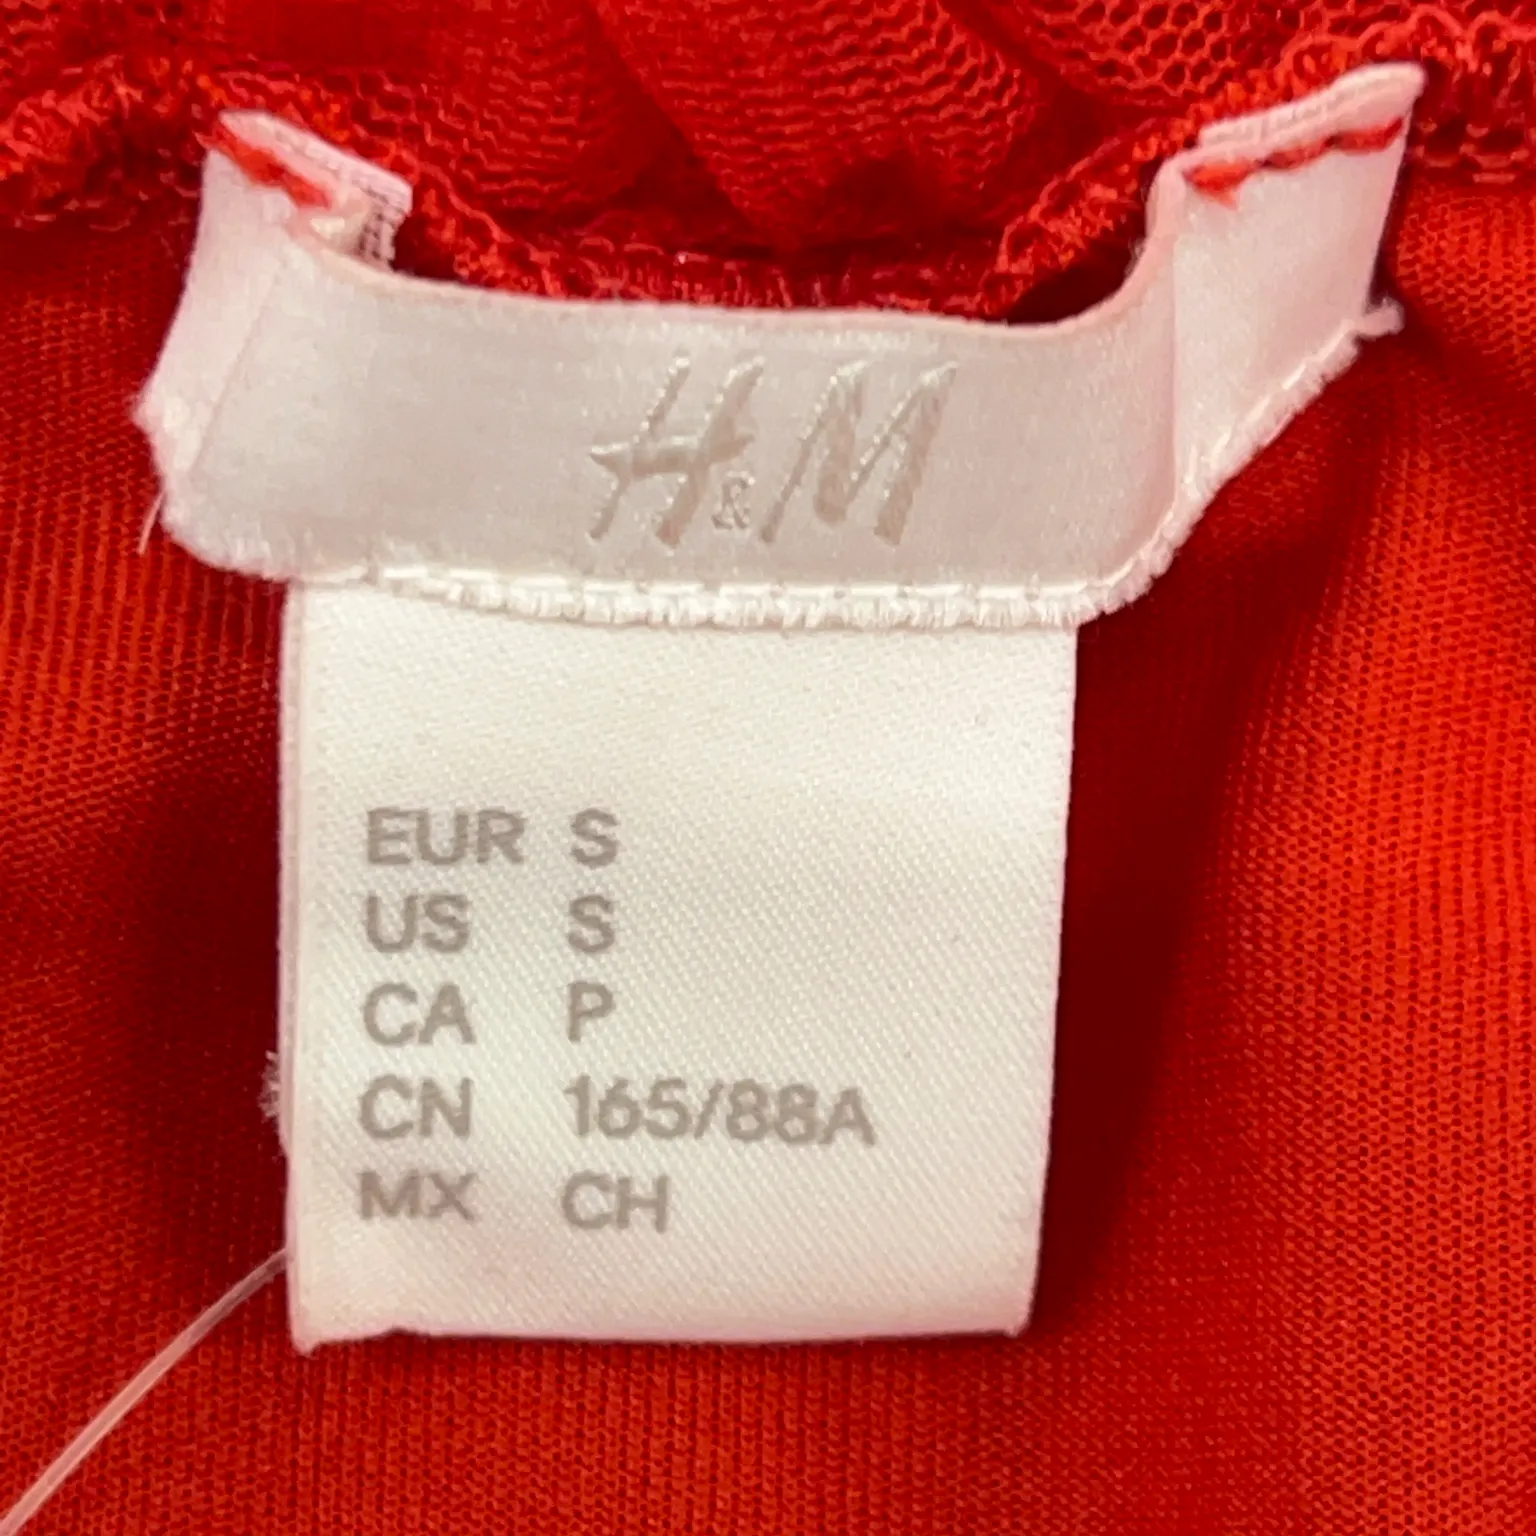 H&M
EUR S
US S
CA P
CN 165/88A
MX CH